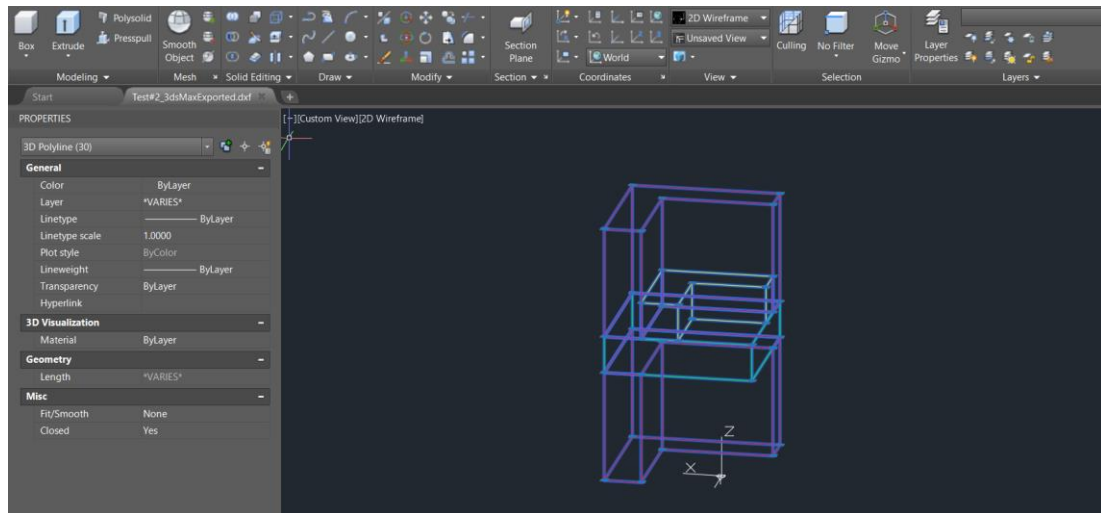 Polysolid
Presspull
Box
Extrude
Smooth Object
Section Plane
World
2D Wireframe
Unsaved View
Culling
No Filter
Move Gizmo
Layer Properties
Modeling
Mesh
Solid Editing
Draw
Modify
Section
Coordinates
View
Selection
Layers
Start
Test#2_3dsMaxExported.dxf
PROPERTIES
[-][Custom View][2D Wireframe]
3D Polyline (30)
General
Color ByLayer
Layer *VARIES*
Linetype ByLayer
Linetype scale 1.0000
Plot style ByColor
Lineweight ByLayer
Transparency ByLayer
Hyperlink
3D Visualization
Material ByLayer
Geometry
Length *VARIES*
Misc
Fit/Smooth None
Closed Yes
Z
X
Y